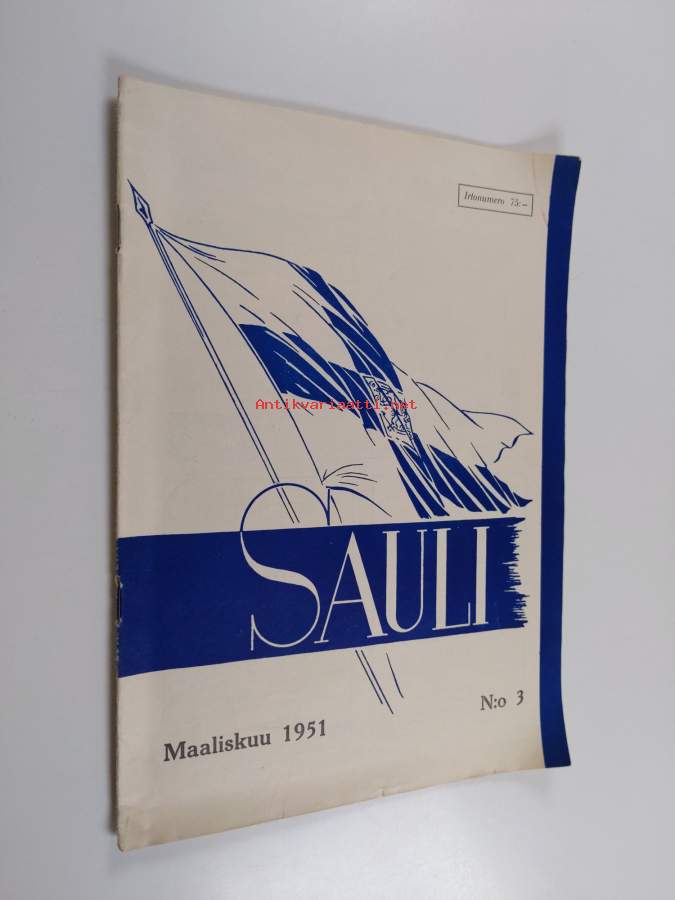 Irtonumero 75:—
Antikvariaatti.net
SAULI
N:o 3
Maaliskuu 1951